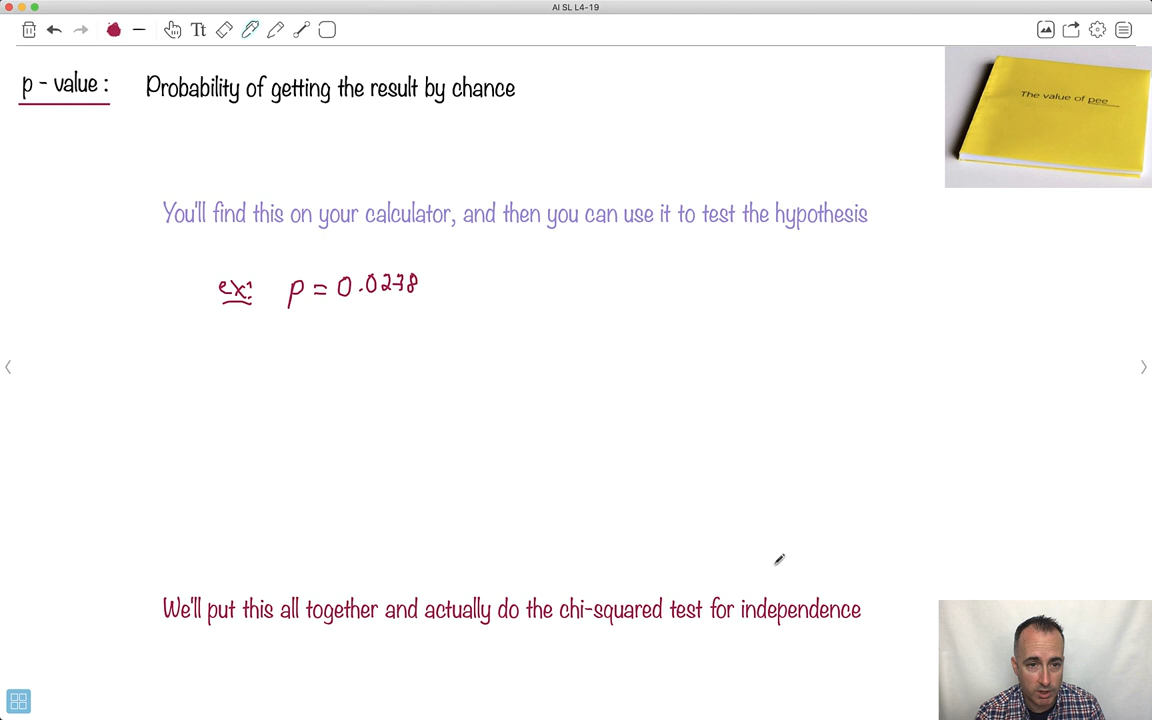 AI SL L4-19
Tt
p - value :
Probability of getting the result by chance
The value of pee
You'll find this on your calculator, and then you can use it to test the hypothesis
ex: p = 0.0238
We'll put this all together and actually do the chi-squared test for independence